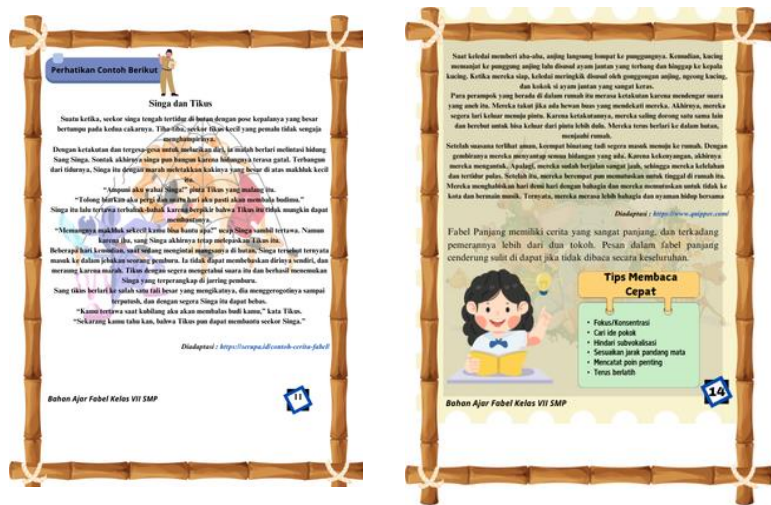 Perhatikan Contoh Berikut
Singa dan Tikus
Suatu ketika, seekor singa tengah tertidur di hutan dengan pose kepalanya yang besar
bertumpu pada kedua cakarnya. Tiba-tiba, seekor tikus kecil yang pemalu tidak sengaja
menghampirinya.
Dengan ketakutan dan tergesa-gesa untuk melarikan diri, ia malah berlari melintasi hidung
Sang Singa. Sontak akhirnya singa pun bangun karena hidungnya terasa gatal. Terbangun
dari tidurnya, Singa itu dengan marah meletakkan kakinya yang besar di atas makhluk kecil
itu.
"Ampuni aku wahai Singa!" pinta Tikus yang malang itu.
"Tolong biarkan aku pergi dan suatu hari aku pasti akan membalas budimu."
Singa itu lalu tertawa terbahak-bahak karena berpikir bahwa Tikus itu tidak mungkin dapat
membantunya.
"Memangnya makhluk sekecil kamu bisa bantu apa?" ucap Singa sambil tertawa. Namun
karena iba, sang Singa akhirnya tetap melepaskan Tikus itu.
Beberapa hari kemudian, saat sedang mengintai mangsanya di hutan, Singa tersebut ternyata
masuk ke dalam jebakan seorang pemburu. Ia tidak dapat membebaskan dirinya sendiri, dan
meraung karena marah. Tikus dengan segera mengetahui suara itu dan berhasil menemukan
Singa yang terperangkap di jarring pemburu.
Sang tikus berlari ke salah satu tali besar yang mengikatnya, dia menggerogotinya sampai
terputush, dan dengan segera Singa itu dapat bebas.
"Kamu tertawa saat kubilang aku akan membalas budi kamu," kata Tikus.
"Sekarang kamu tahu kan, bahwa Tikus pun dapat membantu seekor Singa."
Diadaptasi : https://serupa.id/contoh-cerita-fabel/
Bahan Ajar Fabel Kelas VII SMP
11
Saat keledai memberi aba-aba, anjing langsung lompat ke punggungnya. Kemudian, kucing
memanjat ke punggung anjing lalu disusul ayam jantan yang terbang dan hinggap ke kepala
kucing. Ketika mereka siap, keledai meringkik disusul oleh gonggongan anjing, ngeong kucing,
dan kokok si ayam jantan yang sangat keras.
Para perampok yang berada di dalam rumah itu merasa ketakutan karena mendengar suara
yang aneh itu. Mereka takut jika ada hewan buas yang mendekati mereka. Akhirnya, mereka
segera lari keluar menuju pintu. Karena ketakutannya, mereka saling dorong satu sama lain
dan berebut untuk bisa keluar dari pintu lebih dulu. Mereka terus berlari ke dalam hutan,
menjauhi rumah.
Setelah suasana terlihat aman, keempat binatang tadi segera masuk menuju ke rumah. Dengan
gembiranya mereka menyantap semua hidangan yang ada. Karena kekenyangan, akhirnya
mereka mengantuk. Apalagi, mereka sudah berjalan sangat jauh, sehingga mereka kelelahan
dan tertidur pulas. Setelah itu, mereka berempat pun memutuskan untuk tinggal di rumah itu.
Mereka menghabiskan hari demi hari dengan bahagia dan mereka memutuskan untuk tidak ke
kota dan bermain musik. Ternyata, mereka merasa lebih bahagia dan nyaman hidup bersama
Diadaptasi : https://www.quipper.com/
Fabel Panjang memiliki cerita yang sangat panjang, dan terkadang
pemerannya lebih dari dua tokoh. Pesan dalam fabel panjang
cenderung sulit di dapat jika tidak dibaca secara keseluruhan.
Tips Membaca
Cepat
• Fokus/Konsentrasi
• Cari ide pokok
• Hindari subvokalisasi
• Sesuaikan jarak pandang mata
• Mencatat poin penting
• Terus berlatih
Bahan Ajar Fabel Kelas VII SMP
14